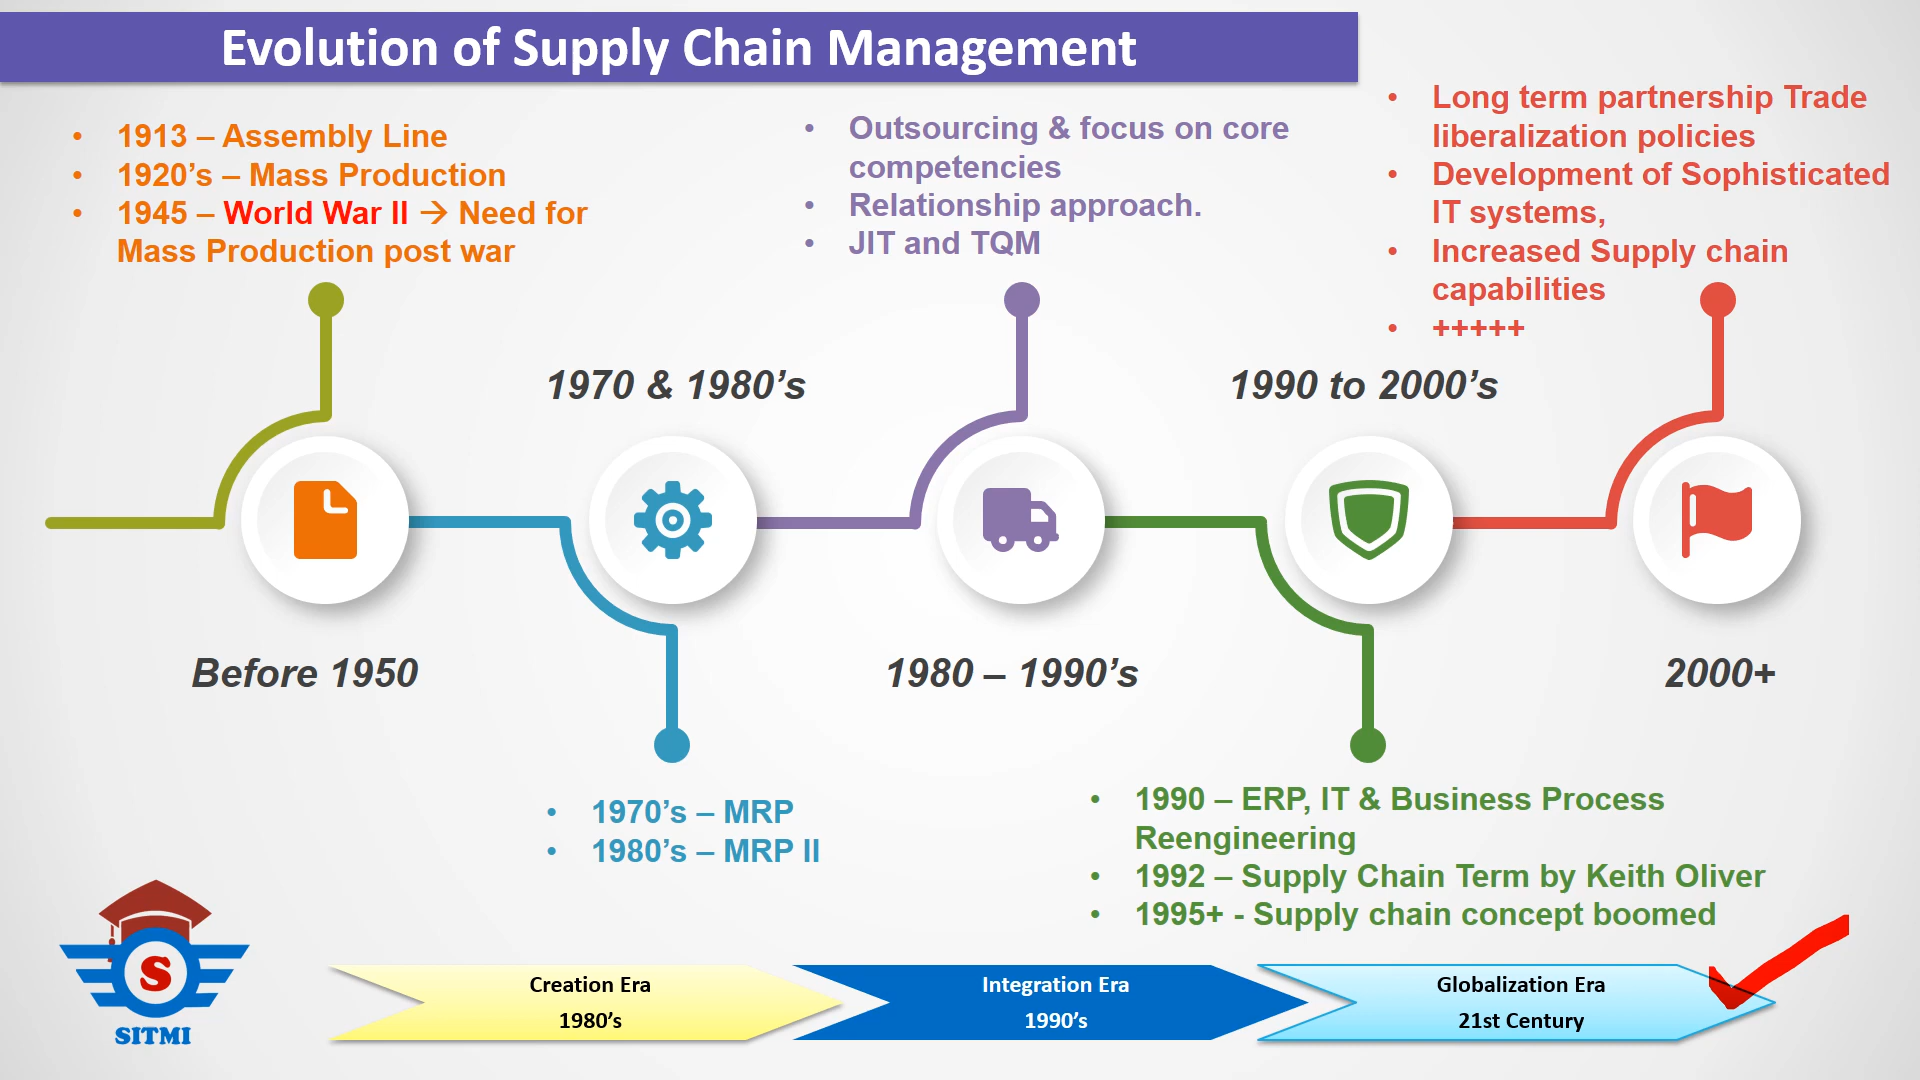 Evolution of Supply Chain Management
• 1913 – Assembly Line
• 1920’s – Mass Production
• 1945 – World War II → Need for
Mass Production post war
• Outsourcing & focus on core
competencies
• Relationship approach.
• JIT and TQM
• Long term partnership Trade
liberalization policies
• Development of Sophisticated
IT systems,
• Increased Supply chain
capabilities
• +++++
1970 & 1980’s
1990 to 2000’s
Before 1950
1980 – 1990’s
2000+
• 1970’s – MRP
• 1980’s – MRP II
• 1990 – ERP, IT & Business Process
Reengineering
• 1992 – Supply Chain Term by Keith Oliver
• 1995+ - Supply chain concept boomed
S
SITMI
Creation Era
1980’s
Integration Era
1990’s
Globalization Era
21st Century